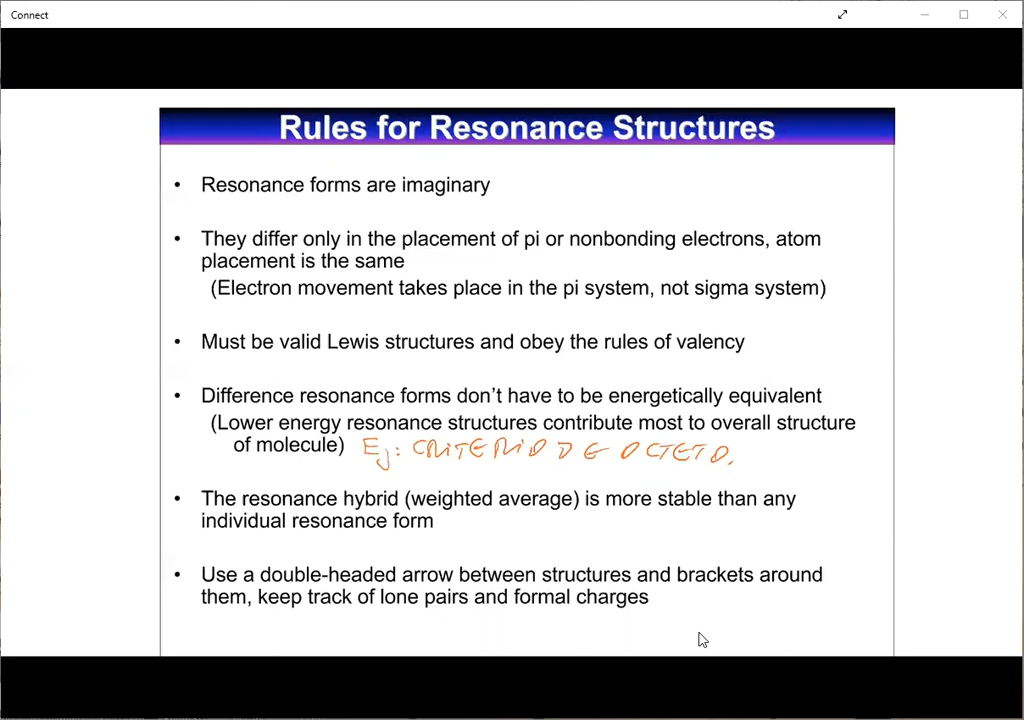 Connect
Rules for Resonance Structures
• Resonance forms are imaginary
• They differ only in the placement of pi or nonbonding electrons, atom
placement is the same
(Electron movement takes place in the pi system, not sigma system)
• Must be valid Lewis structures and obey the rules of valency
• Difference resonance forms don’t have to be energetically equivalent
(Lower energy resonance structures contribute most to overall structure
of molecule) Ej: CRITERIO DE OCTETO.
• The resonance hybrid (weighted average) is more stable than any
individual resonance form
• Use a double-headed arrow between structures and brackets around
them, keep track of lone pairs and formal charges